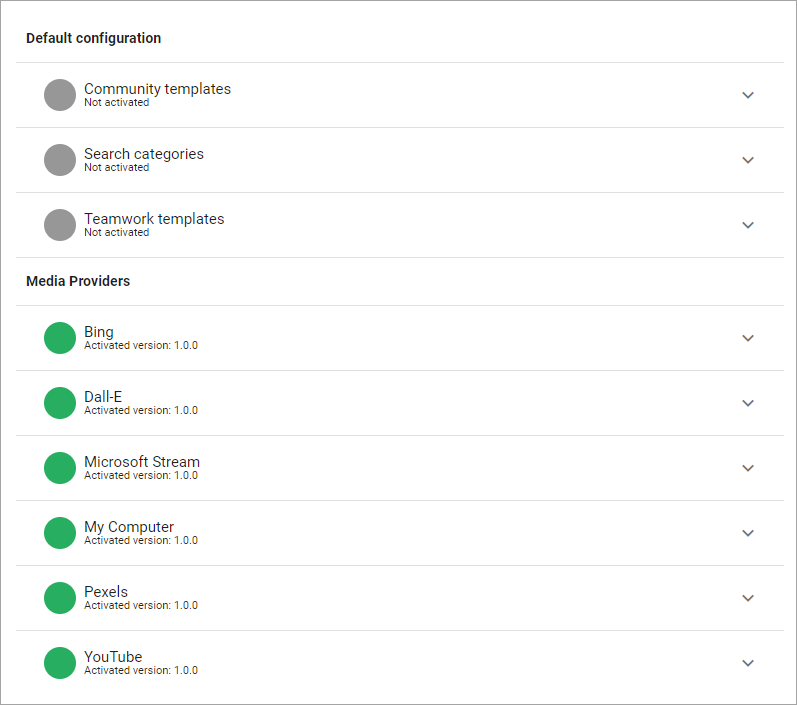 Default configuration
Community templates
Not activated
Search categories
Not activated
Teamwork templates
Not activated
Media Providers
Bing
Activated version: 1.0.0
Dall-E
Activated version: 1.0.0
Microsoft Stream
Activated version: 1.0.0
My Computer
Activated version: 1.0.0
Pexels
Activated version: 1.0.0
YouTube
Activated version: 1.0.0